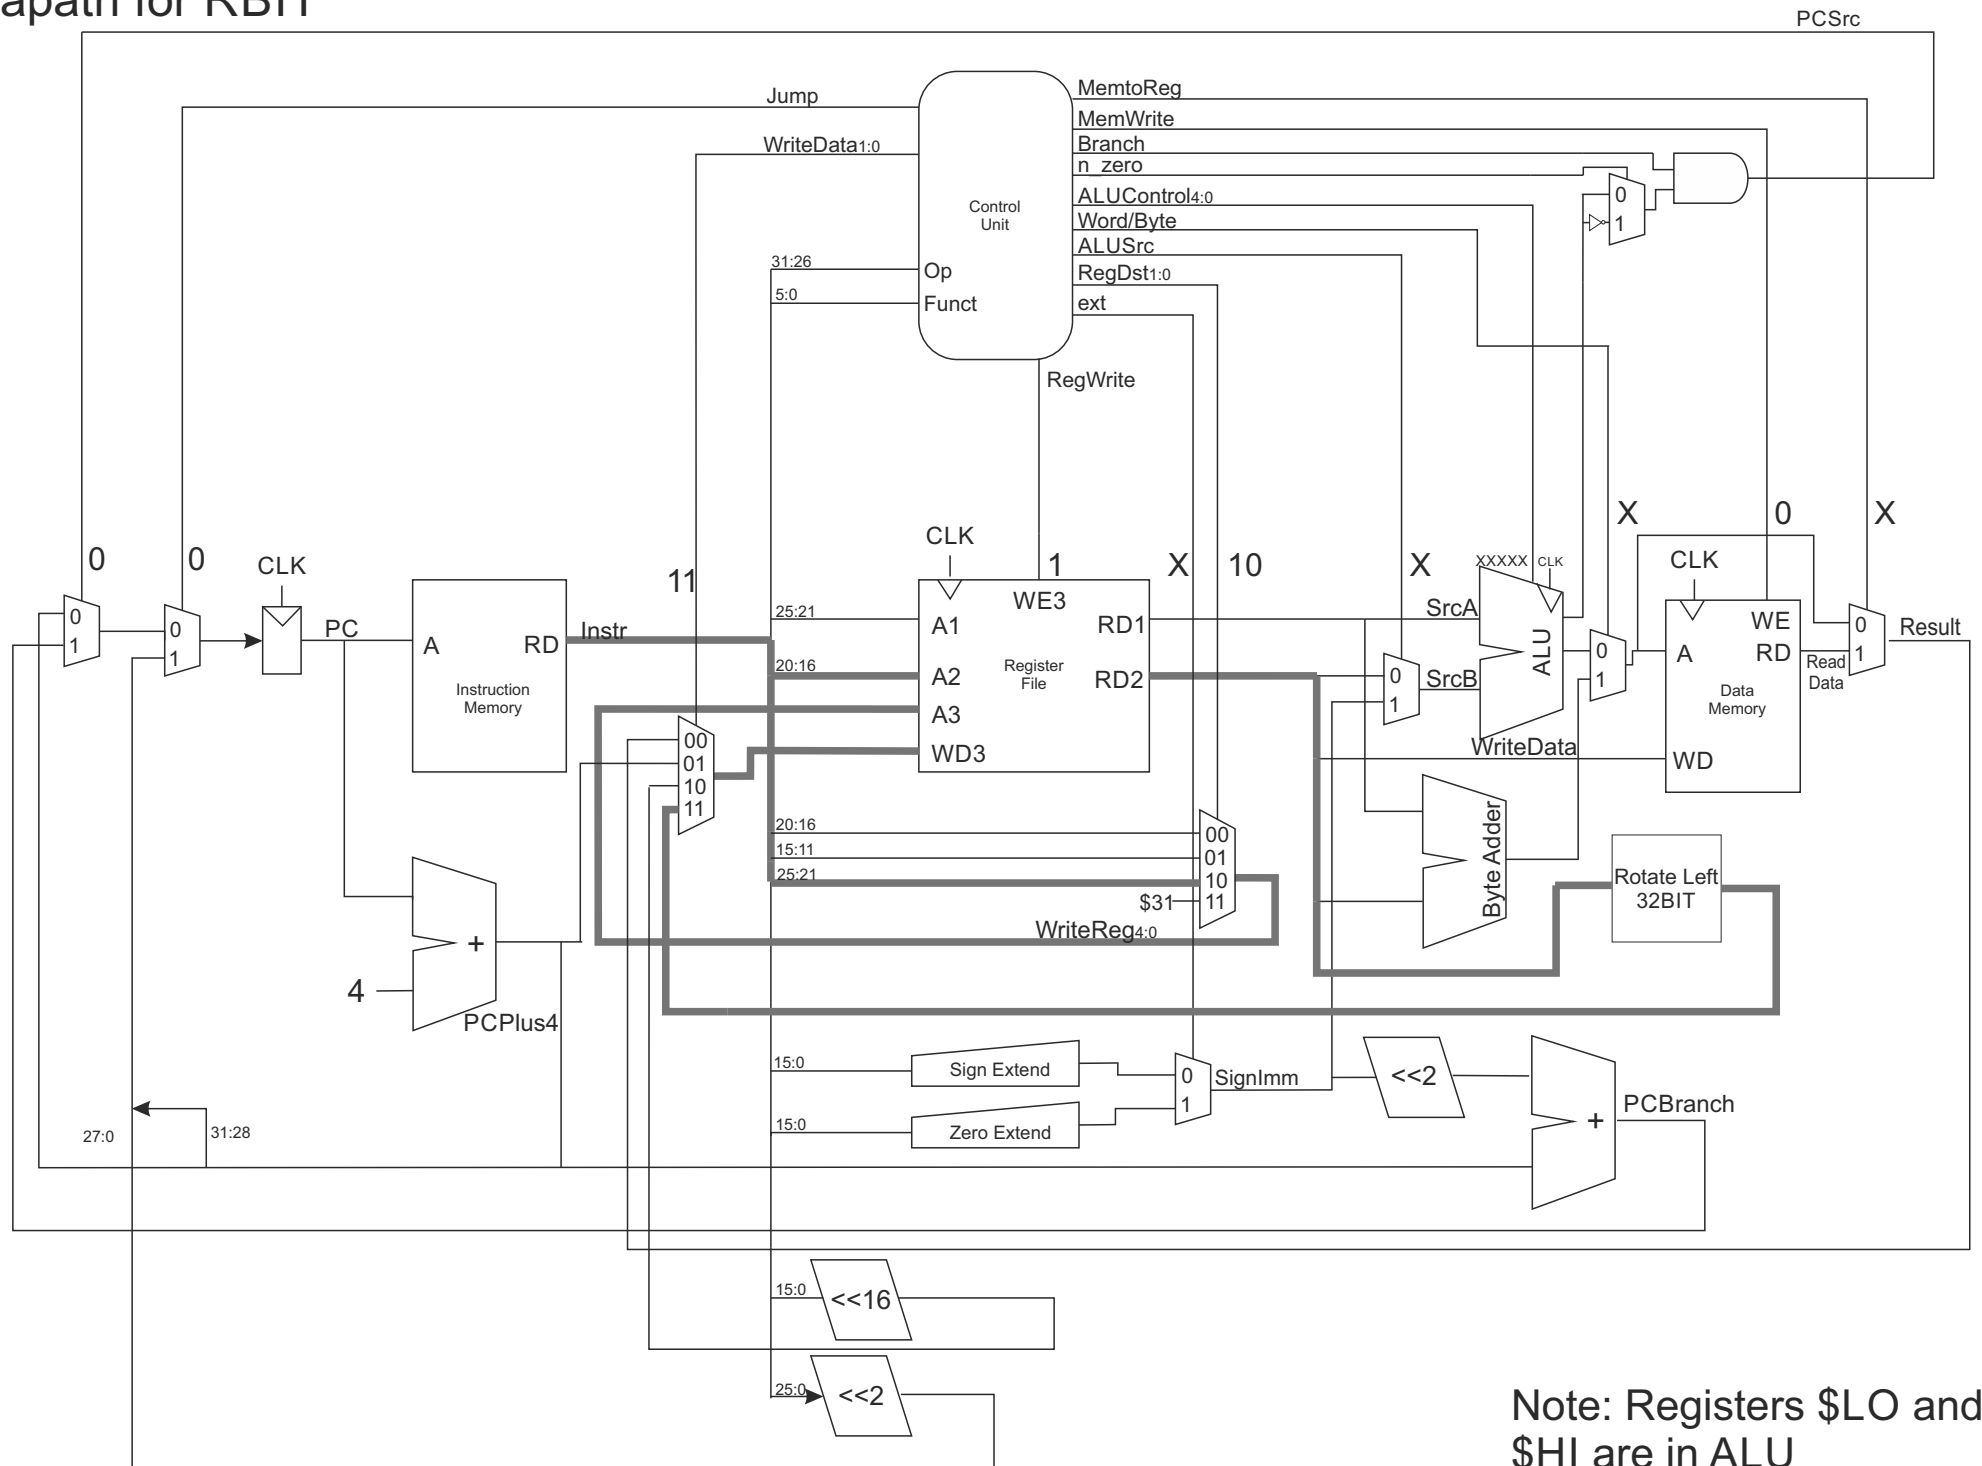 apath for RBIT
PCSrc
Jump
WriteData1:0
MemtoReg
MemWrite
Branch
n_zero
ALUControl4:0
Word/Byte
ALUSrc
RegDst1:0
ext
Control
Unit
31:26
Op
5:0
Funct
RegWrite
0
1
0
0
CLK
11
CLK
1
X
10
X
XXXXX
CLK
X
0
X
CLK
0
1
0
1
PC
A
RD
Instruction
Memory
Instr
25:21
20:16
A1
A2
A3
WD3
WE3
Register
File
RD1
RD2
SrcA
SrcB
0
1
ALU
0
1
A
WE
RD
Data
Memory
WD
Read
Data
0
1
Result
WriteData
00
01
10
11
20:16
15:11
25:21
$31
00
01
10
11
WriteReg4:0
Byte Adder
Rotate Left
32BIT
+
4
PCPlus4
15:0
Sign Extend
15:0
Zero Extend
0
1
SignImm
<<2
+
PCBranch
27:0
31:28
15:0
<<16
25:0
<<2
Note: Registers $LO and
$HI are in ALU